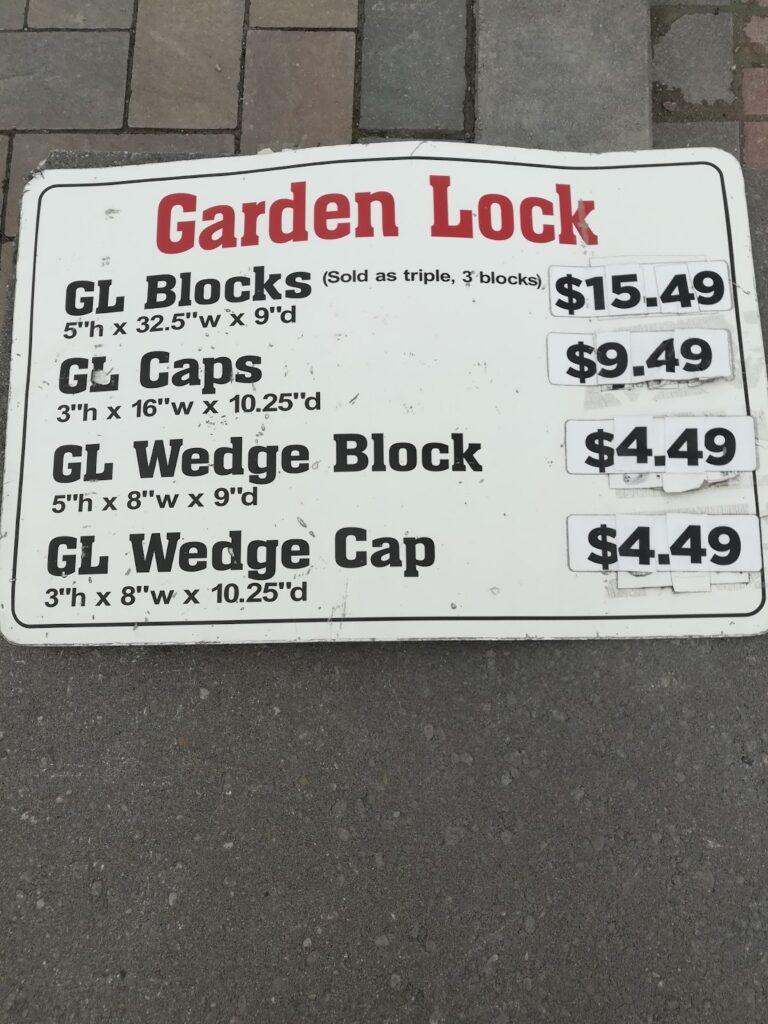 Garden Lock
GL Blocks (Sold as triple, 3 blocks) $15.49
5"h x 32.5"w x 9"d
GL Caps $9.49
3"h x 16"w x 10.25"d
GL Wedge Block $4.49
5"h x 8"w x 9"d
GL Wedge Cap $4.49
3"h x 8"w x 10.25"d